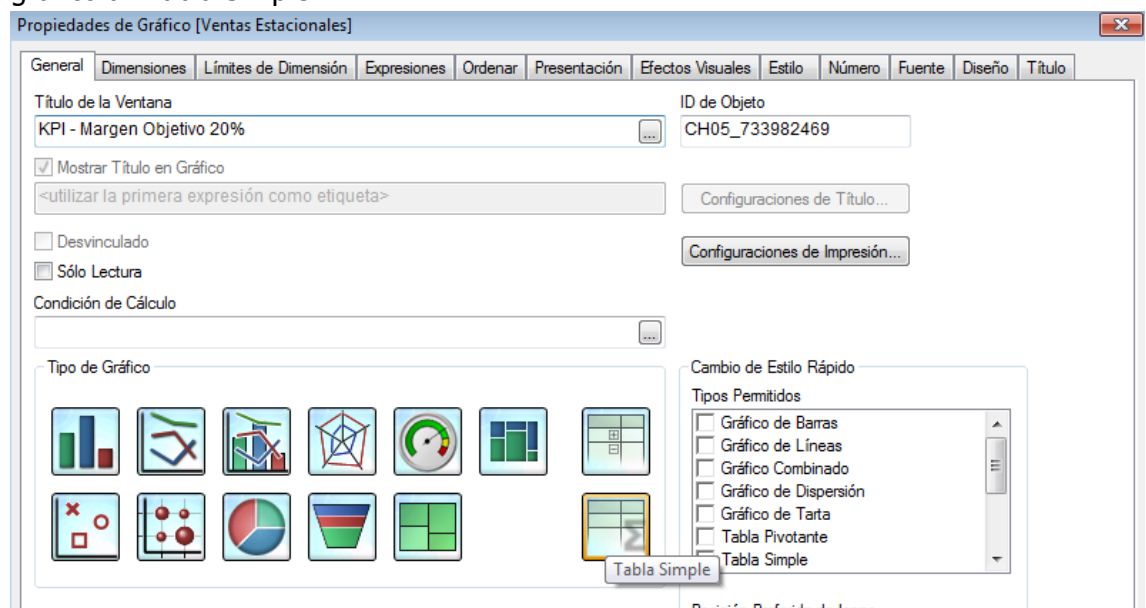 Propiedades de Gráfico [Ventas Estacionales]
General Dimensiones Límites de Dimensión Expresiones Ordenar Presentación Efectos Visuales Estilo Número Fuente Diseño Título
Título de la Ventana
ID de Objeto
KPI - Margen Objetivo 20%
...
CH05_733982469
Mostrar Título en Gráfico
<utilizar la primera expresión como etiqueta>
Configuraciones de Título...
Desvinculado
Configuraciones de Impresión...
Sólo Lectura
Condición de Cálculo
...
Tipo de Gráfico
Cambio de Estilo Rápido
Tipos Permitidos
Gráfico de Barras
Gráfico de Líneas
Gráfico Combinado
Gráfico de Dispersión
Gráfico de Tarta
Tabla Pivotante
Tabla Simple
Tabla Simple